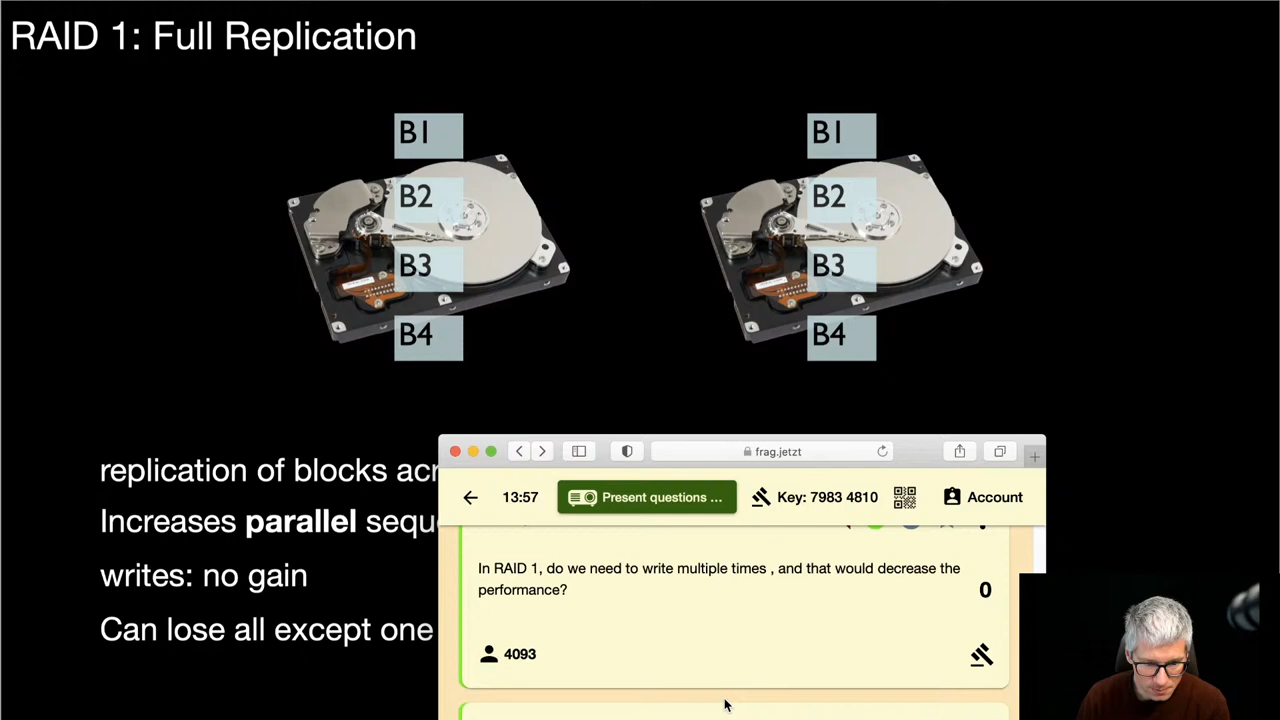 RAID 1: Full Replication
B1
B1
B2
B2
B3
B3
B4
B4
replication of blocks
Increases parallel
writes: no gain
Can lose all except one
frag.jetzt
13:57
Present questions ...
Key: 7983 4810
Account
In RAID 1, do we need to write multiple times , and that would decrease the
performance?
0
4093